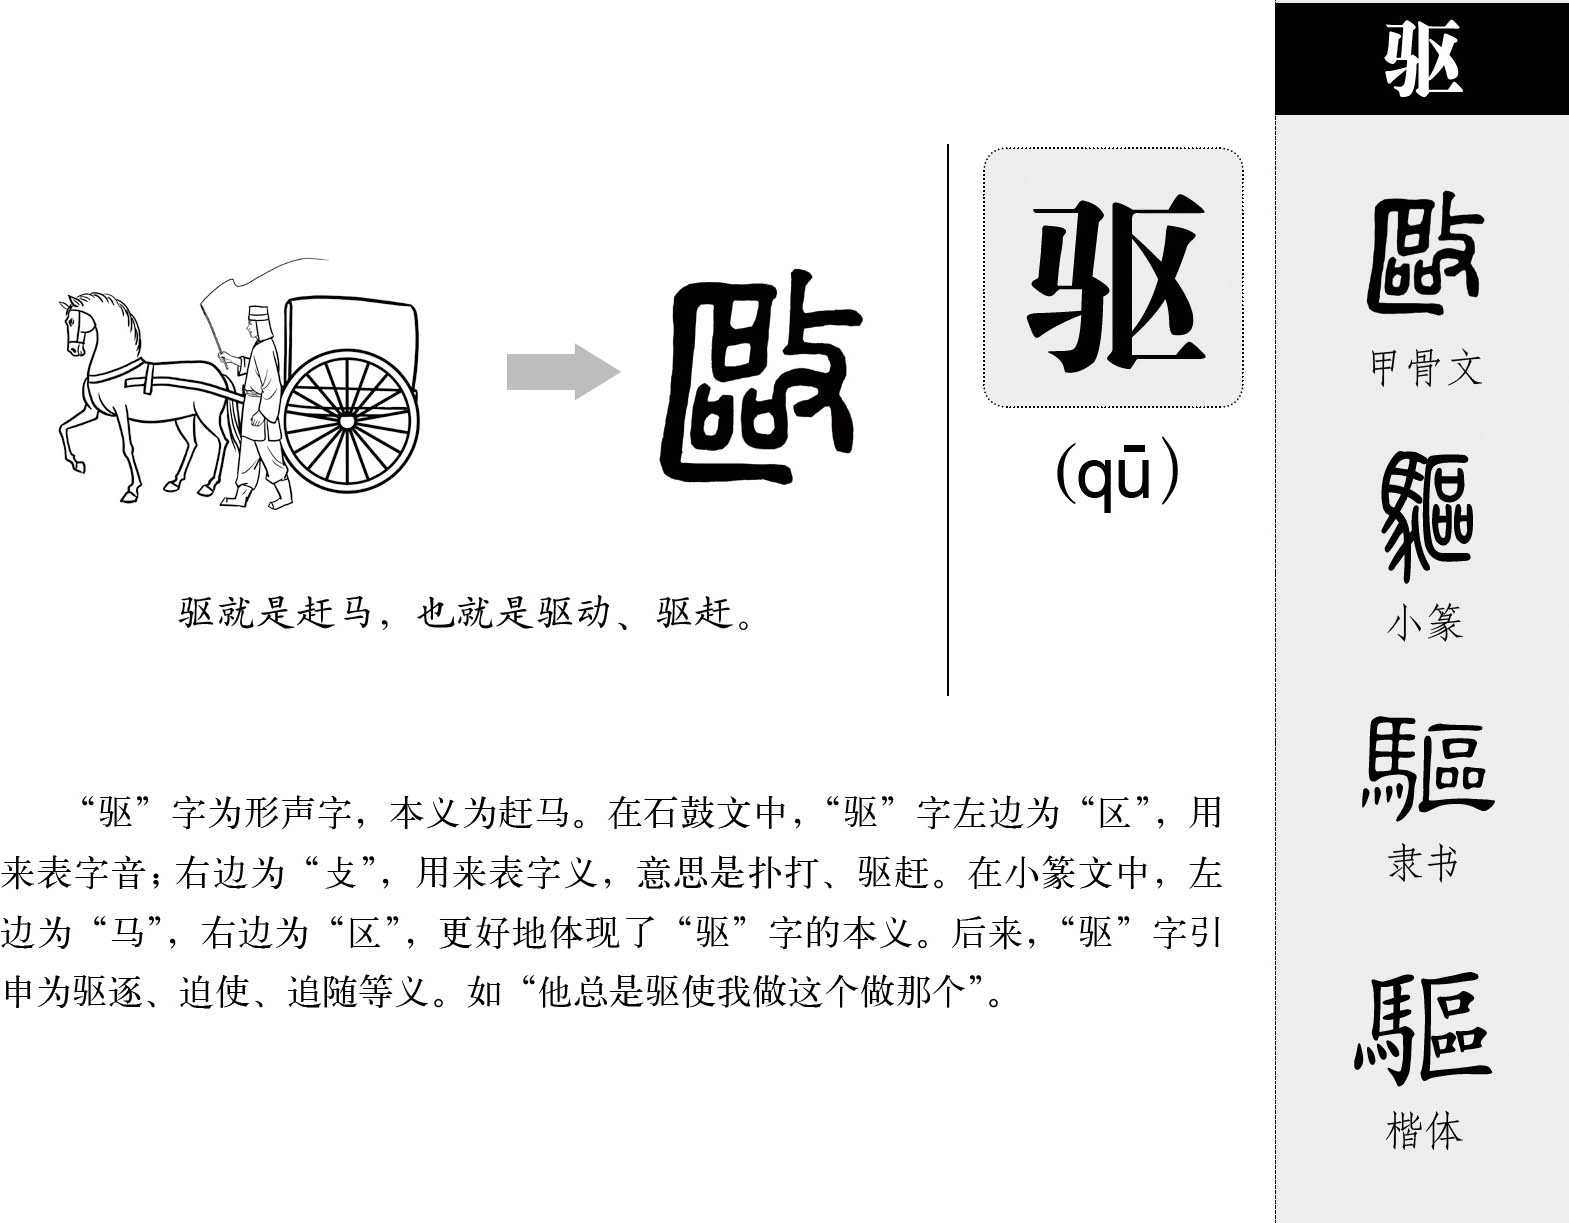 驱
(qū)
驱就是赶马，也就是驱动、驱赶。
“驱”字为形声字，本义为赶马。在石鼓文中，“驱”字左边为“区”，用
来表字音；右边为“攴”，用来表字义，意思是扑打、驱赶。在小篆文中，左
边为“马”，右边为“区”，更好地体现了“驱”字的本义。后来，“驱”字引
申为驱逐、迫使、追随等义。如“他总是驱使我做这个做那个”。
驱
甲骨文
驅
小篆
驅
隶书
驅
楷体